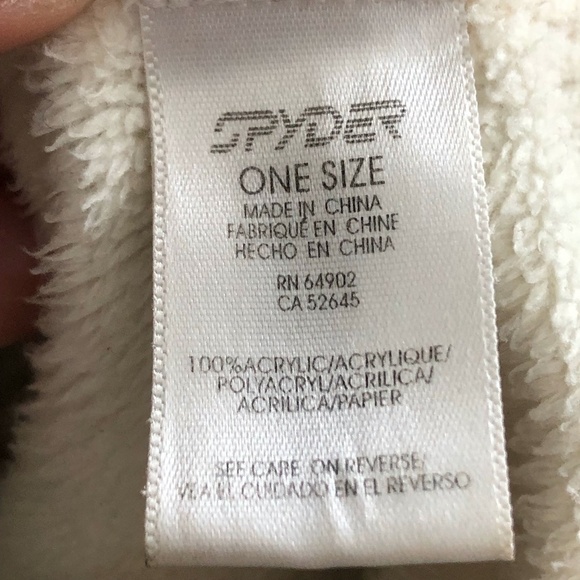 SPYDER
ONE SIZE
MADE IN CHINA
FABRIQUÉ EN CHINE
HECHO EN CHINA
RN 64902
CA 52645
100%ACRYLIC/ACRYLIQUE/
POLYACRYL/ACRILICA/
ACRILICA/PAPIER
SEE CARE ON REVERSE/
VEA EL CUIDADO EN EL REVERSO